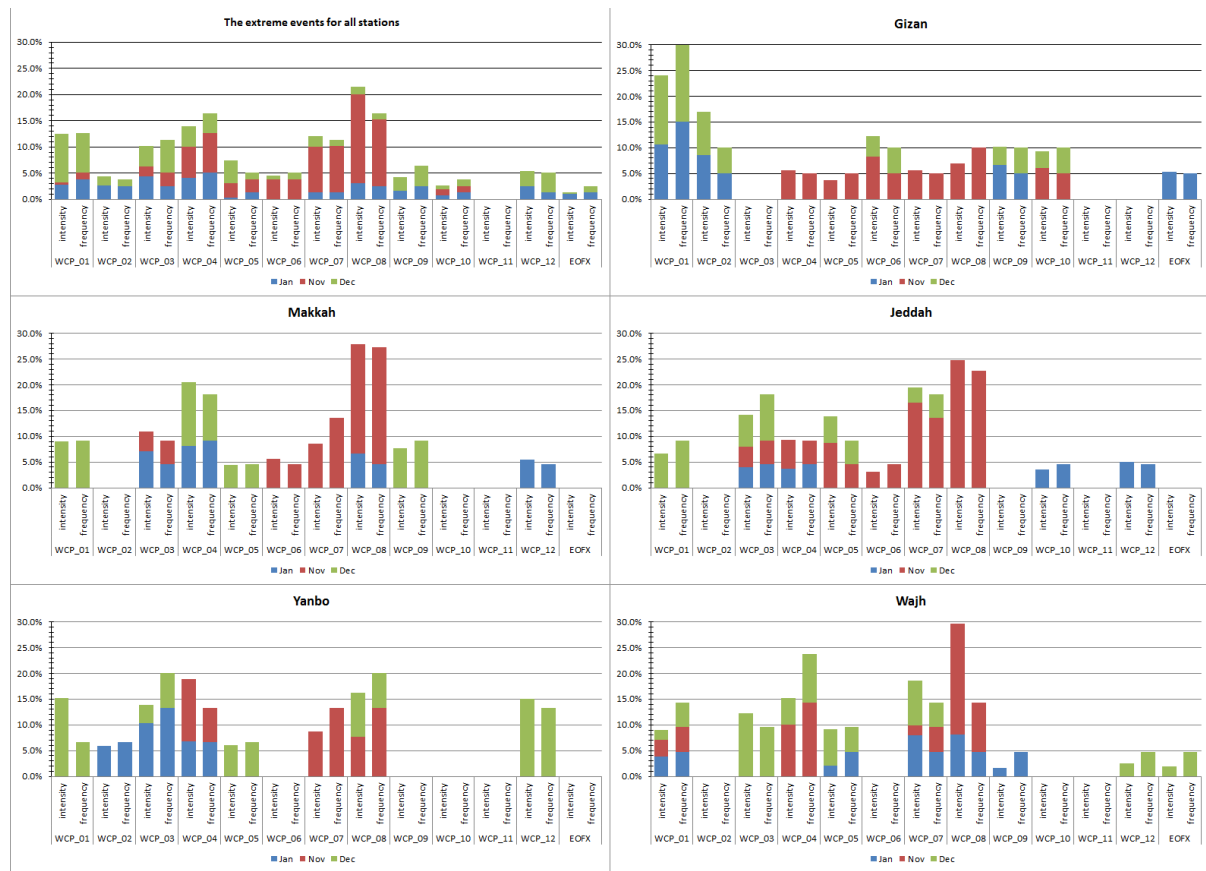 The extreme events for all stations
30.0%
25.0%
20.0%
15.0%
10.0%
5.0%
0.0%
intensity frequency intensity frequency intensity frequency intensity frequency intensity frequency intensity frequency intensity frequency intensity frequency intensity frequency intensity frequency intensity frequency intensity frequency intensity frequency
WCP_01 WCP_02 WCP_03 WCP_04 WCP_05 WCP_06 WCP_07 WCP_08 WCP_09 WCP_10 WCP_11 WCP_12 EOFX
Jan Nov Dec
Gizan
30.0%
25.0%
20.0%
15.0%
10.0%
5.0%
0.0%
intensity frequency intensity frequency intensity frequency intensity frequency intensity frequency intensity frequency intensity frequency intensity frequency intensity frequency intensity frequency intensity frequency intensity frequency intensity frequency
WCP_01 WCP_02 WCP_03 WCP_04 WCP_05 WCP_06 WCP_07 WCP_08 WCP_09 WCP_10 WCP_11 WCP_12 EOFX
Jan Nov Dec
Makkah
30.0%
25.0%
20.0%
15.0%
10.0%
5.0%
0.0%
intensity frequency intensity frequency intensity frequency intensity frequency intensity frequency intensity frequency intensity frequency intensity frequency intensity frequency intensity frequency intensity frequency intensity frequency intensity frequency
WCP_01 WCP_02 WCP_03 WCP_04 WCP_05 WCP_06 WCP_07 WCP_08 WCP_09 WCP_10 WCP_11 WCP_12 EOFX
Jan Nov Dec
Jeddah
30.0%
25.0%
20.0%
15.0%
10.0%
5.0%
0.0%
intensity frequency intensity frequency intensity frequency intensity frequency intensity frequency intensity frequency intensity frequency intensity frequency intensity frequency intensity frequency intensity frequency intensity frequency intensity frequency
WCP_01 WCP_02 WCP_03 WCP_04 WCP_05 WCP_06 WCP_07 WCP_08 WCP_09 WCP_10 WCP_11 WCP_12 EOFX
Jan Nov Dec
Yanbo
30.0%
25.0%
20.0%
15.0%
10.0%
5.0%
0.0%
intensity frequency intensity frequency intensity frequency intensity frequency intensity frequency intensity frequency intensity frequency intensity frequency intensity frequency intensity frequency intensity frequency intensity frequency intensity frequency
WCP_01 WCP_02 WCP_03 WCP_04 WCP_05 WCP_06 WCP_07 WCP_08 WCP_09 WCP_10 WCP_11 WCP_12 EOFX
Jan Nov Dec
Wajh
30.0%
25.0%
20.0%
15.0%
10.0%
5.0%
0.0%
intensity frequency intensity frequency intensity frequency intensity frequency intensity frequency intensity frequency intensity frequency intensity frequency intensity frequency intensity frequency intensity frequency intensity frequency intensity frequency
WCP_01 WCP_02 WCP_03 WCP_04 WCP_05 WCP_06 WCP_07 WCP_08 WCP_09 WCP_10 WCP_11 WCP_12 EOFX
Jan Nov Dec